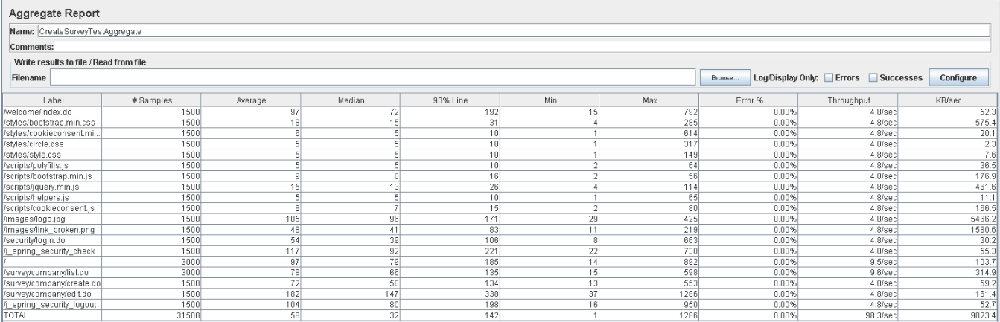 Aggregate Report
Name: CreateSurveyTestAggregate
Comments:
Write results to file / Read from file
Filename Browse... Log/Display Only: Errors Successes Configure
Label # Samples Average Median 90% Line Min Max Error % Throughput KB/sec
/welcome/index.do 1500 97 72 192 15 792 0.00% 4.8/sec 52.3
/styles/bootstrap.min.css 1500 18 15 31 4 285 0.00% 4.8/sec 575.4
/styles/cookieconsent.mi... 1500 6 5 10 1 614 0.00% 4.8/sec 20.1
/styles/circle.css 1500 5 5 10 1 317 0.00% 4.8/sec 2.3
/styles/style.css 1500 5 5 10 1 149 0.00% 4.8/sec 7.6
/scripts/polyfills.js 1500 5 5 10 2 64 0.00% 4.8/sec 36.5
/scripts/bootstrap.min.js 1500 9 8 16 2 56 0.00% 4.8/sec 176.9
/scripts/jquery.min.js 1500 15 13 26 4 114 0.00% 4.8/sec 461.6
/scripts/helpers.js 1500 5 5 10 1 65 0.00% 4.8/sec 11.1
/scripts/cookieconsent.js 1500 8 7 15 2 80 0.00% 4.8/sec 166.5
/images/logo.jpg 1500 105 96 171 29 425 0.00% 4.8/sec 5466.2
/images/link_broken.png 1500 48 41 83 11 219 0.00% 4.8/sec 1580.6
/security/login.do 1500 54 39 106 8 663 0.00% 4.8/sec 30.2
/j_spring_security_check 1500 117 92 221 22 730 0.00% 4.8/sec 55.3
/ 3000 97 79 185 14 892 0.00% 9.5/sec 103.7
/survey/company/list.do 3000 78 66 135 15 598 0.00% 9.6/sec 314.9
/survey/company/create.do 1500 72 58 134 13 553 0.00% 4.8/sec 59.2
/survey/company/edit.do 1500 182 147 338 37 1286 0.00% 4.8/sec 161.4
/j_spring_security_logout 1500 104 80 198 16 950 0.00% 4.8/sec 52.7
TOTAL 31500 58 32 142 1 1286 0.00% 98.3/sec 9023.4